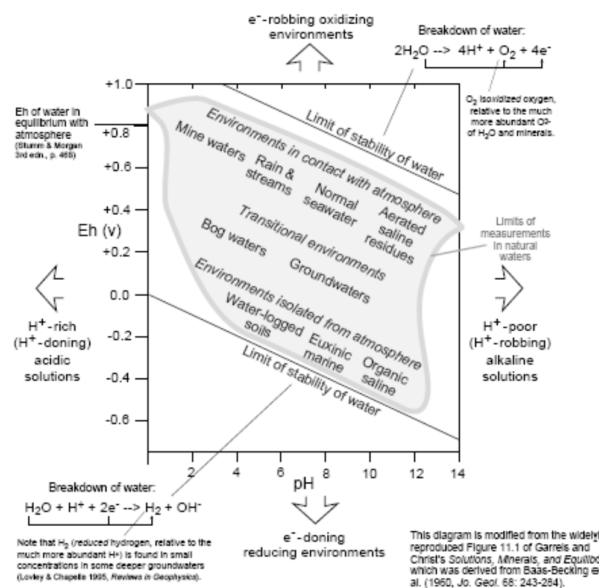 e⁻-robbing oxidizing
environments
Breakdown of water:
2H₂O --> 4H⁺ + O₂ + 4e⁻
O₂ is oxidized oxygen,
relative to the much
more abundant O²⁻
of H₂O and minerals.
+1.0
Eh of water in
equilibrium with
atmosphere
(Stumm & Morgan
3rd edn., p. 465)
+0.8
+0.6
+0.4
Eh (v)
+0.2
0.0
-0.2
-0.4
-0.6
Limit of stability of water
Environments in contact with atmosphere
Mine waters
Rain &
streams
Normal
seawater
Aerated
saline
residues
Transitional environments
Bog waters
Groundwaters
Environments isolated from atmosphere
Water-logged
soils
Euxinic
marine
Organic
saline
Limit of stability of water
Limits of
measurements
in natural
waters
H⁺-rich
(H⁺-doning)
acidic
solutions
H⁺-poor
(H⁺-robbing)
alkaline
solutions
0 2 4 6 8 10 12 14
pH
Breakdown of water:
H₂O + H⁺ + 2e⁻ --> H₂ + OH⁻
Note that H₂ (reduced hydrogen, relative to the
much more abundant H⁺) is found in small
concentrations in some deeper groundwaters
(Lovley & Chapelle 1995, Reviews in Geophysics).
e⁻-doning
reducing environments
This diagram is modified from the widely
reproduced Figure 11.1 of Garrels and
Christ's Solutions, Minerals, and Equilib
which was derived from Baas-Becking e
al. (1960, Jo. Geol. 68: 243-284).